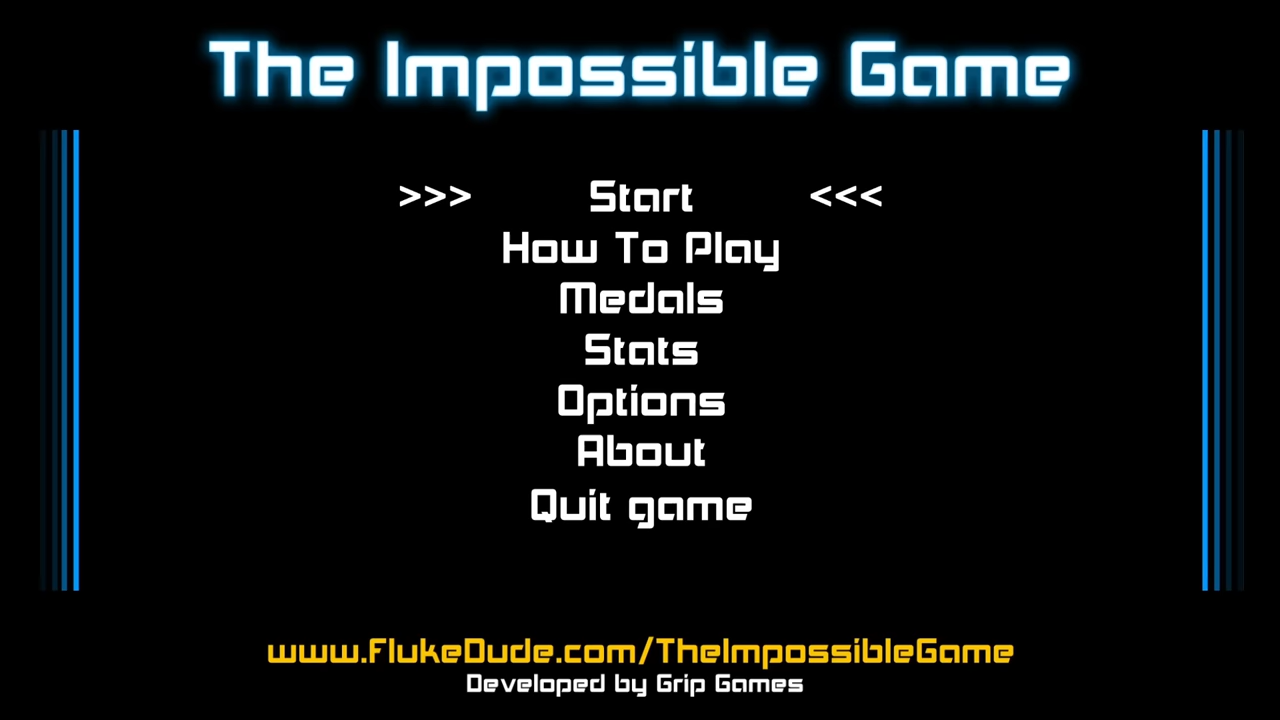 The Impossible Game
>>> Start <<<
How To Play
Medals
Stats
Options
About
Quit game
www.FlukeDude.com/TheImpossibleGame
Developed by Grip Games